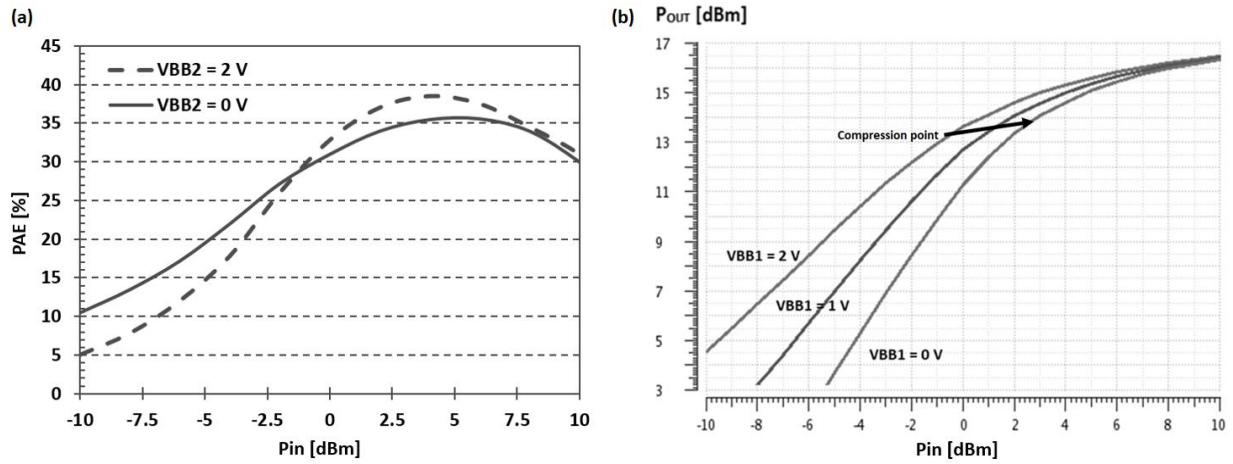 (a)
45
40
35
30
25
20
15
10
5
0
PAE [%]
VBB2 = 2 V
VBB2 = 0 V
-10 -7.5 -5 -2.5 0 2.5 5 7.5 10
Pin [dBm]
(b)
POUT [dBm]
17
15
13
11
9
7
5
3
Compression point
VBB1 = 2 V
VBB1 = 1 V
VBB1 = 0 V
-10 -8 -6 -4 -2 0 2 4 6 8 10
Pin [dBm]